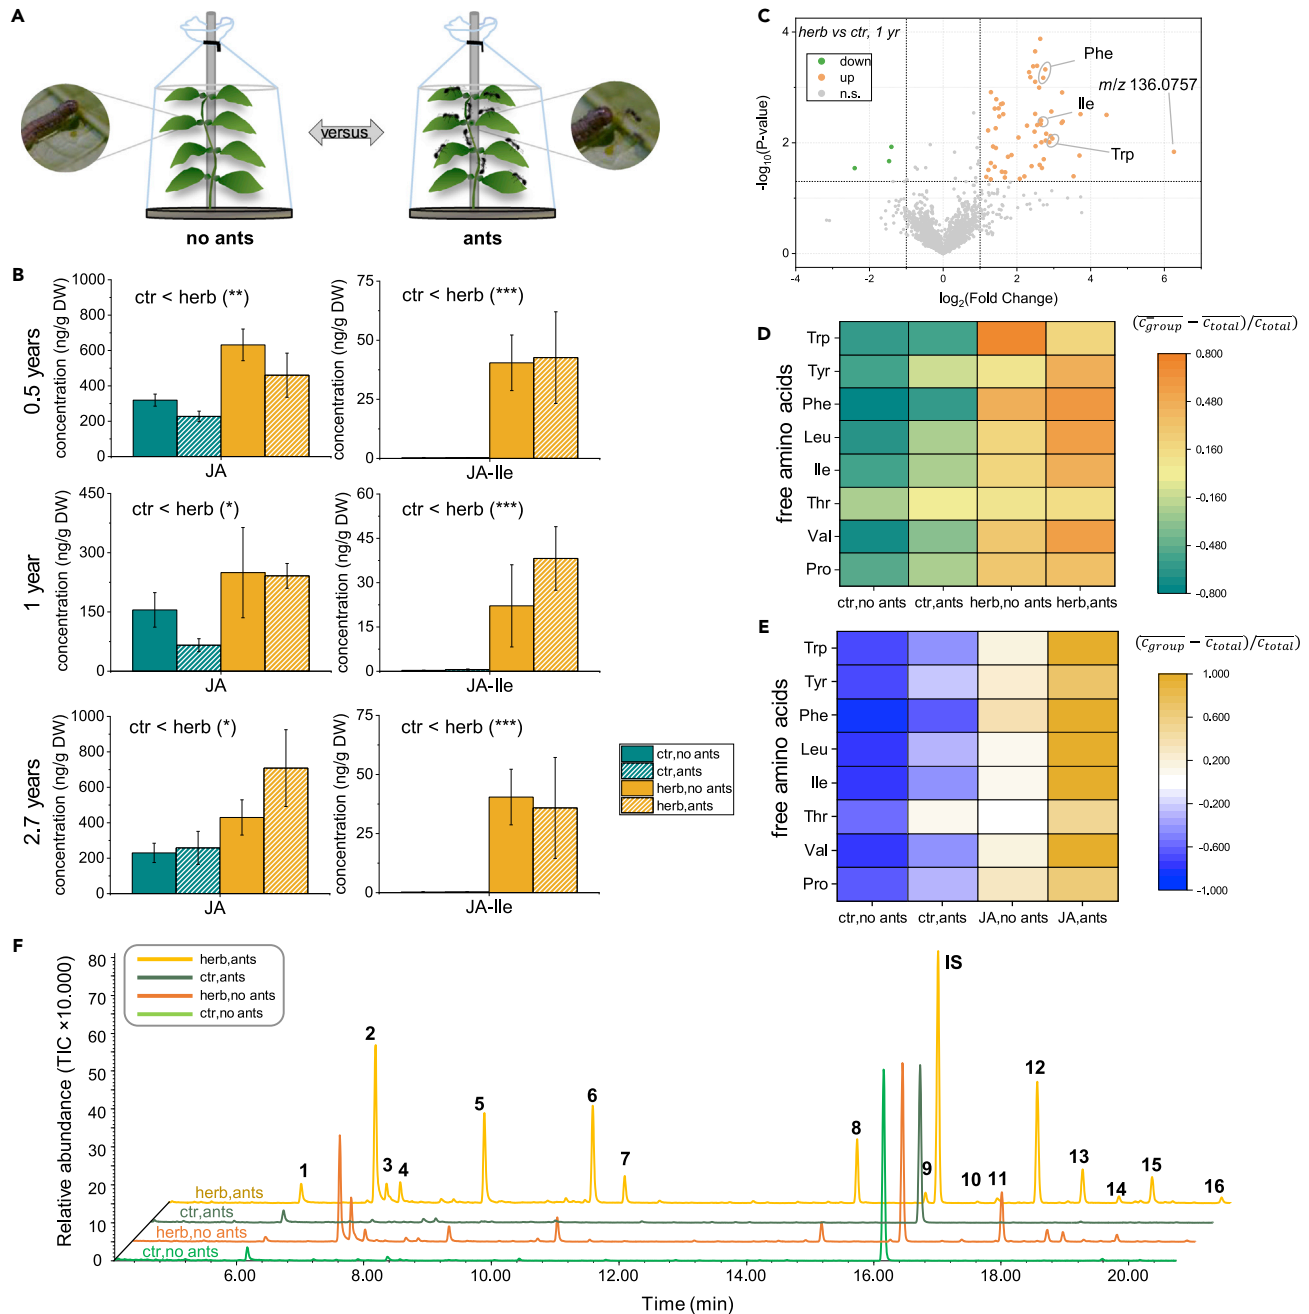 A
no ants
versus
ants
B
0.5 years
concentration (ng/g DW)
1000
800
600
400
200
0
ctr < herb (**)
JA
concentration (ng/g DW)
75
50
25
0
ctr < herb (***)
JA-Ile
1 year
concentration (ng/g DW)
450
300
150
0
ctr < herb (*)
JA
concentration (ng/g DW)
60
45
30
15
0
ctr < herb (***)
JA-Ile
2.7 years
concentration (ng/g DW)
1000
800
600
400
200
0
ctr < herb (*)
JA
concentration (ng/g DW)
75
50
25
0
ctr < herb (***)
JA-Ile
ctr,no ants
ctr,ants
herb,no ants
herb,ants
C
herb vs ctr, 1 yr
down
up
n.s.
Phe
m/z 136.0757
Ile
Trp
-log10(P-value)
4
2
0
-4 -2 0 2 4 6
log2(Fold Change)
D
free amino acids
Trp
Tyr
Phe
Leu
Ile
Thr
Val
Pro
ctr,no ants ctr,ants herb,no ants herb,ants
(c_group − c_total)/c_total
0.800
0.480
0.160
-0.160
-0.480
-0.800
E
free amino acids
Trp
Tyr
Phe
Leu
Ile
Thr
Val
Pro
ctr,no ants ctr,ants JA,no ants JA,ants
(c_group − c_total)/c_total
1.000
0.600
0.200
-0.200
-0.600
-1.000
F
Relative abundance (TIC ×10.000)
80
70
60
50
40
30
20
10
0
herb,ants
ctr,ants
herb,no ants
ctr,no ants
1 2 3 4 5 6 7 8 9 IS 10 11 12 13 14 15 16
herb,ants
ctr,ants
herb,no ants
ctr,no ants
6.00 8.00 10.00 12.00 14.00 16.00 18.00 20.00
Time (min)